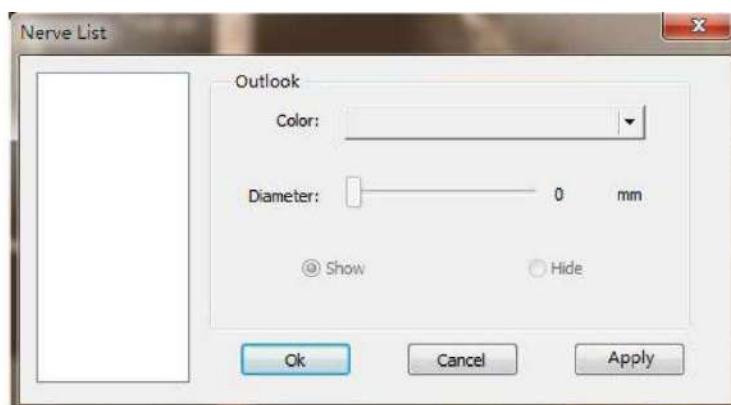 Nerve List
Outlook
Color:
Diameter: 0 mm
Show Hide
Ok Cancel Apply